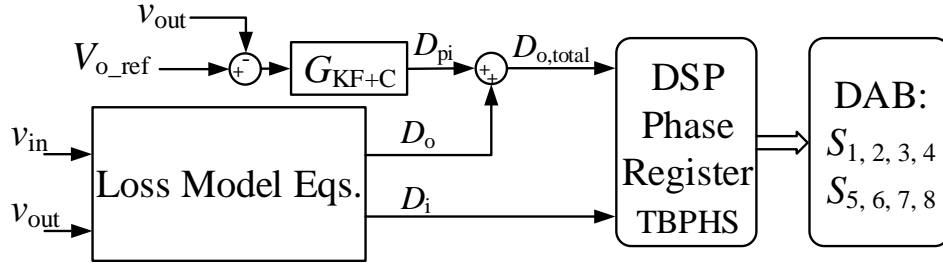 v_out
V_o_ref
-
+
G_KF+C
D_pi
+
+
D_o,total
v_in
v_out
Loss Model Eqs.
D_o
D_i
DSP
Phase
Register
TBPHS
DAB:
S_1, 2, 3, 4
S_5, 6, 7, 8